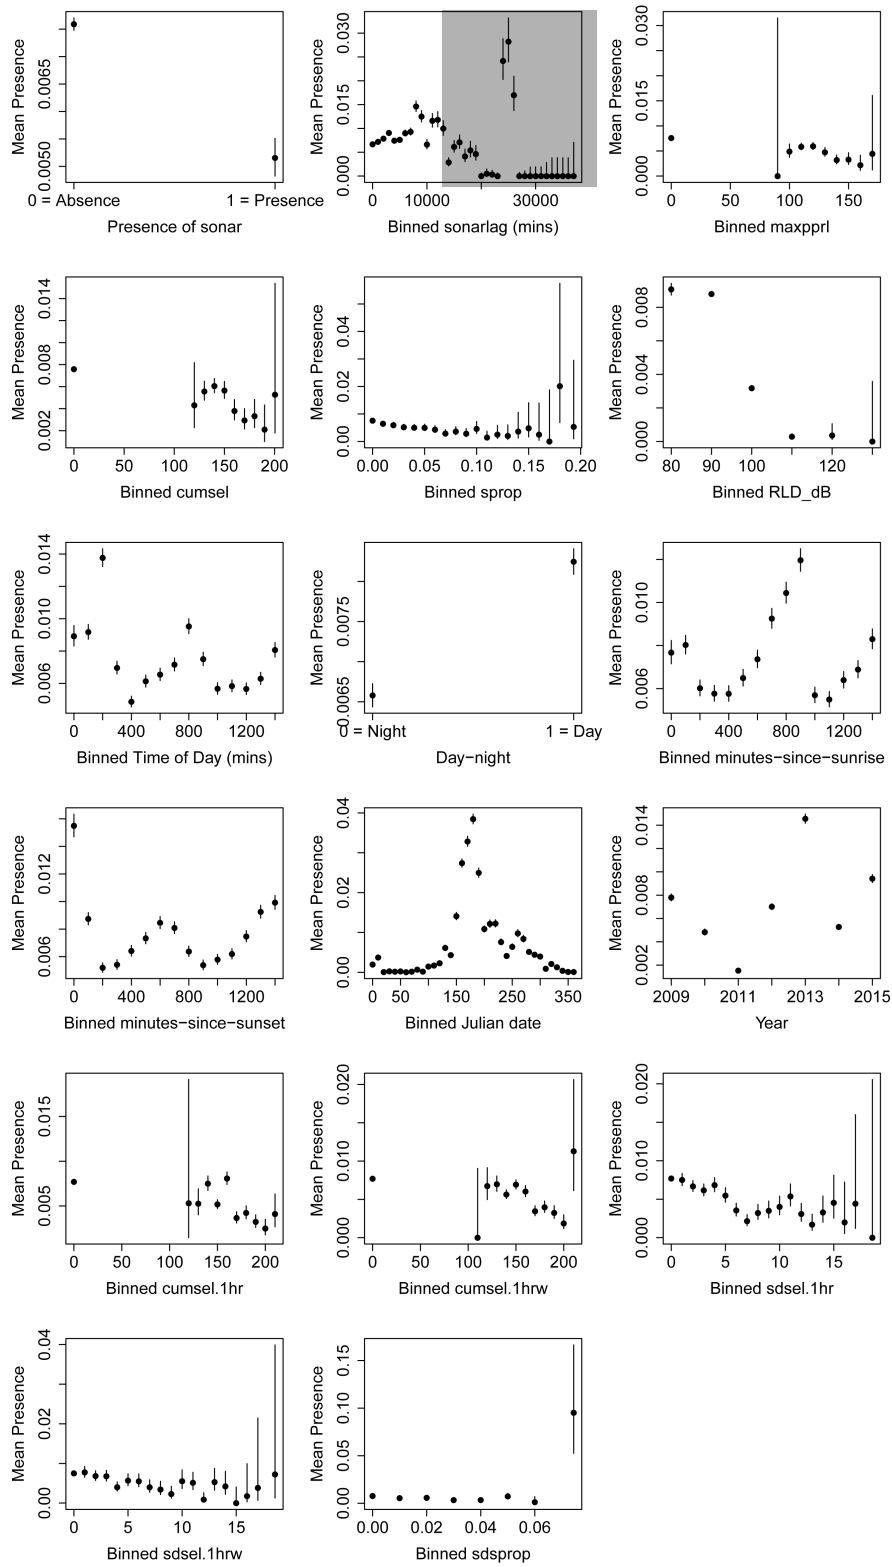 Mean Presence
0.0050 0.0065
0 = Absence 1 = Presence
Presence of sonar
Mean Presence
0.000 0.015 0.030
0 10000 30000
Binned sonarlag (mins)
Mean Presence
0.000 0.015 0.030
0 50 100 150
Binned maxpprl
Mean Presence
0.002 0.008 0.014
0 50 100 150 200
Binned cumsel
Mean Presence
0.00 0.02 0.04
0.00 0.05 0.10 0.15 0.20
Binned sprop
Mean Presence
0.000 0.004 0.008
80 90 100 120
Binned RLD_dB
Mean Presence
0.006 0.010 0.014
0 400 800 1200
Binned Time of Day (mins)
Mean Presence
0.0065 0.0075
0 = Night 1 = Day
Day−night
Mean Presence
0.006 0.010
0 400 800 1200
Binned minutes−since−sunrise
Mean Presence
0.006 0.012
0 400 800 1200
Binned minutes−since−sunset
Mean Presence
0.00 0.02 0.04
0 50 150 250 350
Binned Julian date
Mean Presence
0.002 0.008 0.014
2009 2011 2013 2015
Year
Mean Presence
0.005 0.015
0 50 100 150 200
Binned cumsel.1hr
Mean Presence
0.000 0.010 0.020
0 50 100 150 200
Binned cumsel.1hrw
Mean Presence
0.000 0.010 0.020
0 5 10 15
Binned sdsel.1hr
Mean Presence
0.00 0.02 0.04
0 5 10 15
Binned sdsel.1hrw
Mean Presence
0.00 0.05 0.10 0.15
0.00 0.02 0.04 0.06
Binned sdsprop